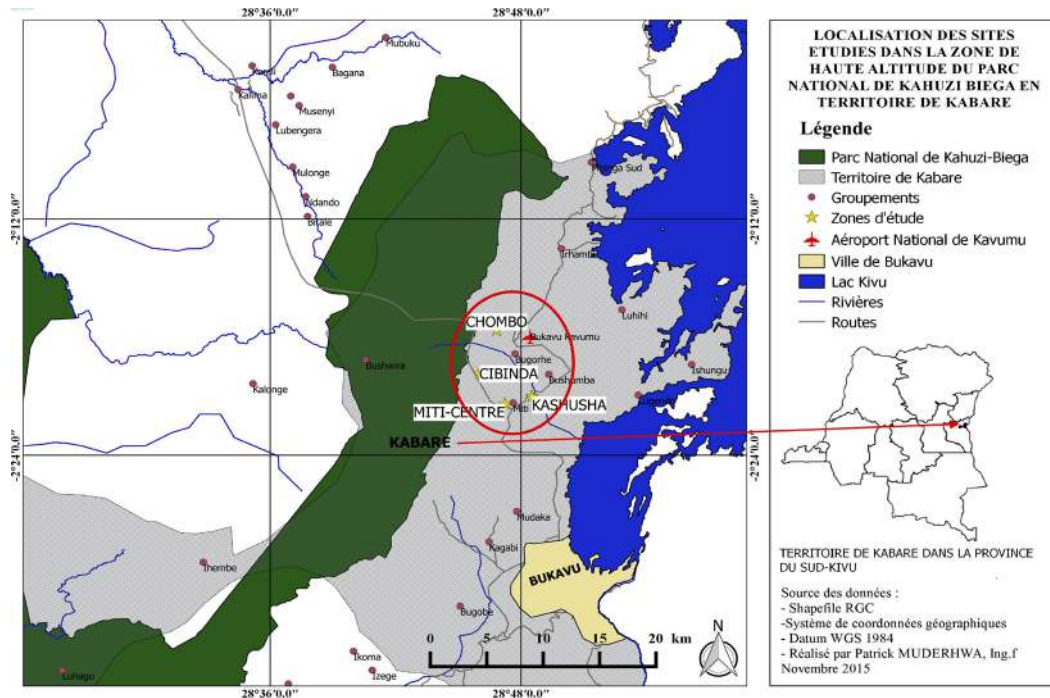 28°36'0.0" 28°48'0.0"
Mubuku
Bagana
Kalima
Musenyi
Lubengera
Mulonge
Ndando
Bitale
-2°12'0.0" -2°12'0.0"
Irhambi
CHOMBO
Luhihi
Bukavu Kavumu
Bugorhe
Bushwira
CIBINDA
Bushumba
Ishungu
Kalonge
MITI-CENTRE
Miti
KASHUSHA
KABARE
-2°24'0.0" -2°24'0.0"
Mudaka
Kagabi
Ihembe
BUKAVU
Bugobe
N
0 5 10 15 20 km
Ikoma
Izege
Luhago
28°36'0.0" 28°48'0.0"
LOCALISATION DES SITES
ETUDIES DANS LA ZONE DE
HAUTE ALTITUDE DU PARC
NATIONAL DE KAHUZI BIEGA EN
TERRITOIRE DE KABARE
Légende
Parc National de Kahuzi-Biega
Territoire de Kabare
Groupements
Zones d'étude
Aéroport National de Kavumu
Ville de Bukavu
Lac Kivu
Rivières
Routes
TERRITOIRE DE KABARE DANS LA PROVINCE
DU SUD-KIVU
Source des données :
- Shapefile RGC
-Système de coordonnées géographiques
- Datum WGS 1984
- Réalisé par Patrick MUDERHWA, Ing.f
Novembre 2015